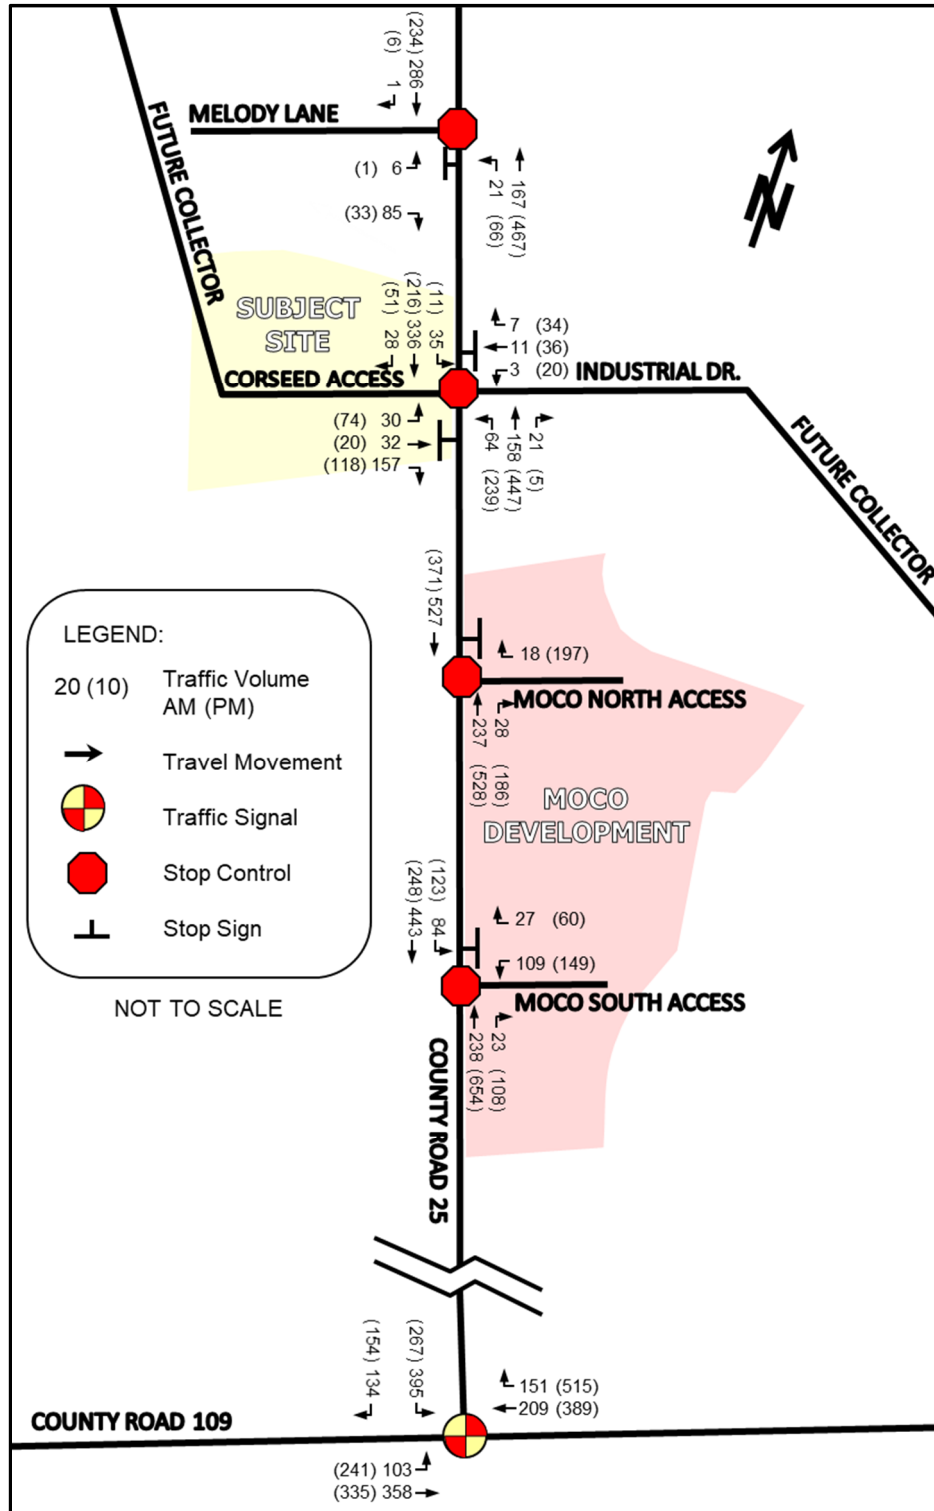 (234) 286
(6) 1
MELODY LANE
FUTURE COLLECTOR
(1) 6
(33) 85
167 (467)
21 (66)
N
SUBJECT
SITE
(11) 35
(216) 336
(51) 28
7 (34)
11 (36)
3 (20)
CORSEED ACCESS
INDUSTRIAL DR.
(74) 30
(20) 32
(118) 157
21 (5)
158 (447)
64 (239)
FUTURE COLLECTOR
(371) 527
18 (197)
MOCO NORTH ACCESS
28 (186)
237 (528)
MOCO
DEVELOPMENT
LEGEND:
20 (10) Traffic Volume
AM (PM)
Travel Movement
Traffic Signal
Stop Control
Stop Sign
NOT TO SCALE
(123) 84
(248) 443
27 (60)
109 (149)
MOCO SOUTH ACCESS
23 (108)
238 (654)
COUNTY ROAD 25
(154) 134
(267) 395
151 (515)
209 (389)
COUNTY ROAD 109
(241) 103
(335) 358